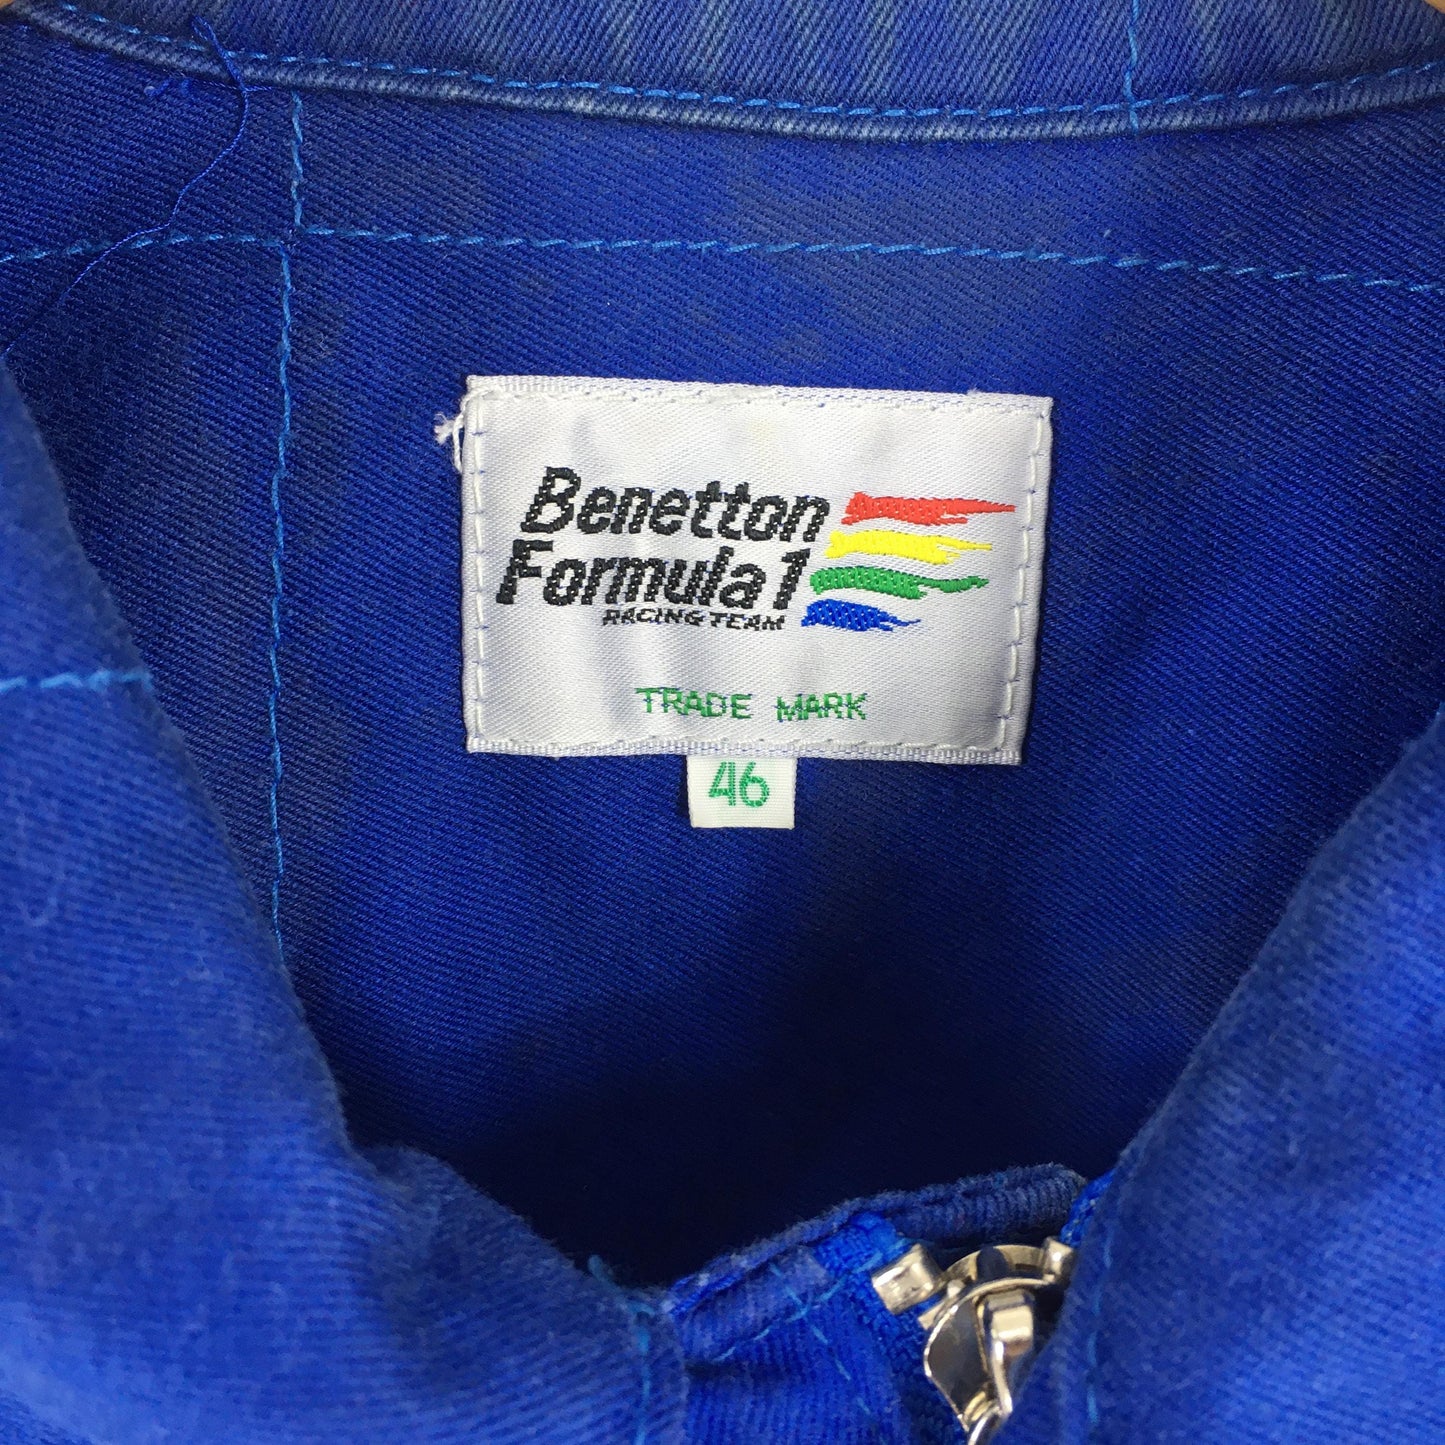 Benetton
Formula 1
RACING TEAM
TRADE MARK
46